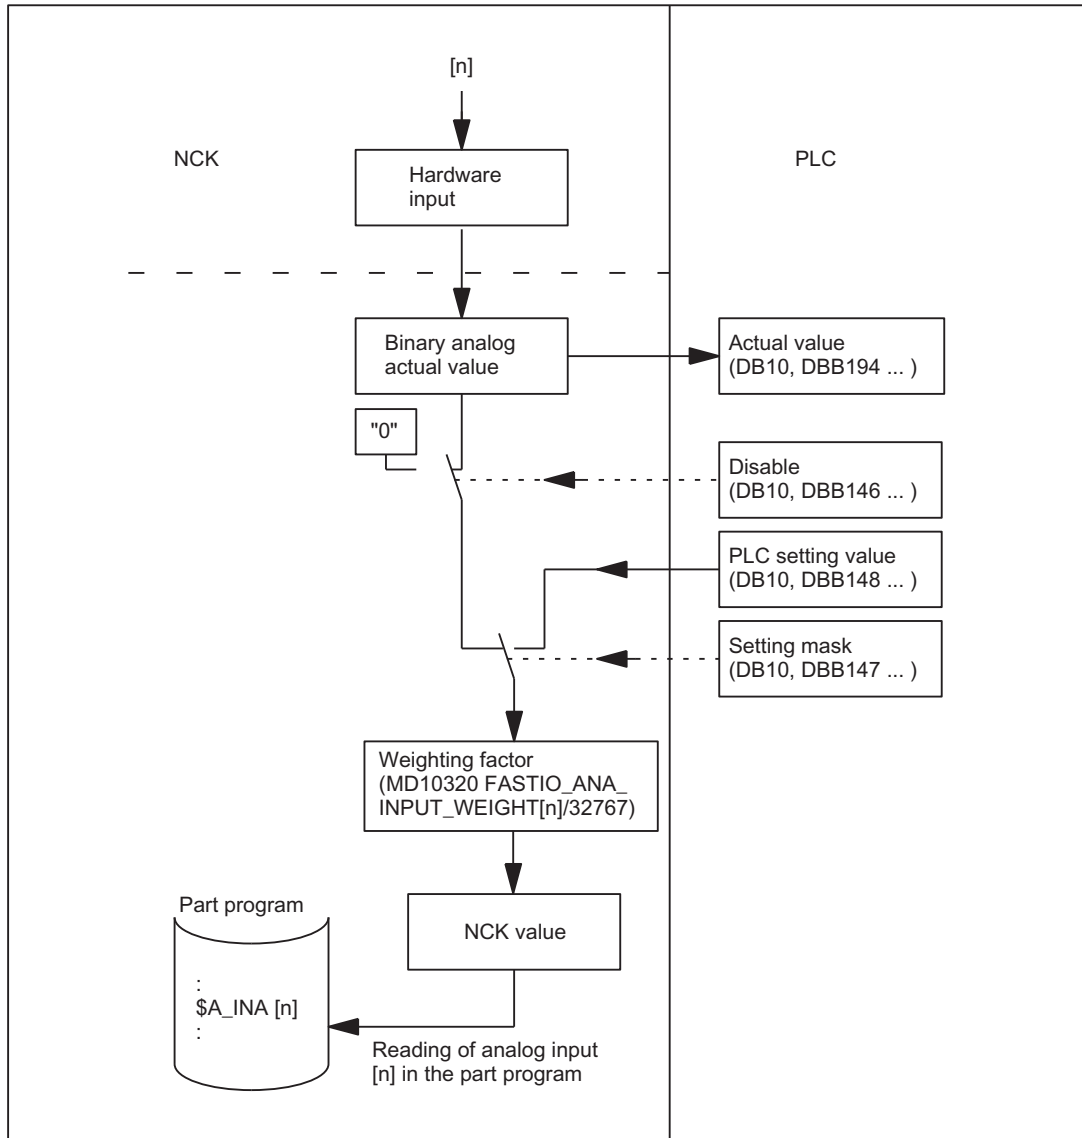 [n]
NCK
PLC
Hardware
input
Binary analog
actual value
Actual value
(DB10, DBB194 ... )
"0"
Disable
(DB10, DBB146 ... )
PLC setting value
(DB10, DBB148 ... )
Setting mask
(DB10, DBB147 ... )
Weighting factor
(MD10320 FASTIO_ANA_
INPUT_WEIGHT[n]/32767)
Part program
NCK value
:
$A_INA [n]
:
Reading of analog input
[n] in the part program